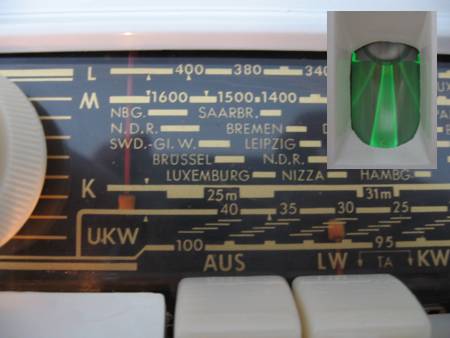 L 400 380 340
M 1600 1500 1400
NBG. SAARBR.
N.D.R. BREMEN
SWD.-GI.W. LEIPZIG
BRÜSSEL N.D.R.
LUXEMBURG NIZZA HAMBG.
K 25m 31m
40 35 30 25
UKW 100 95
AUS LW TA KW